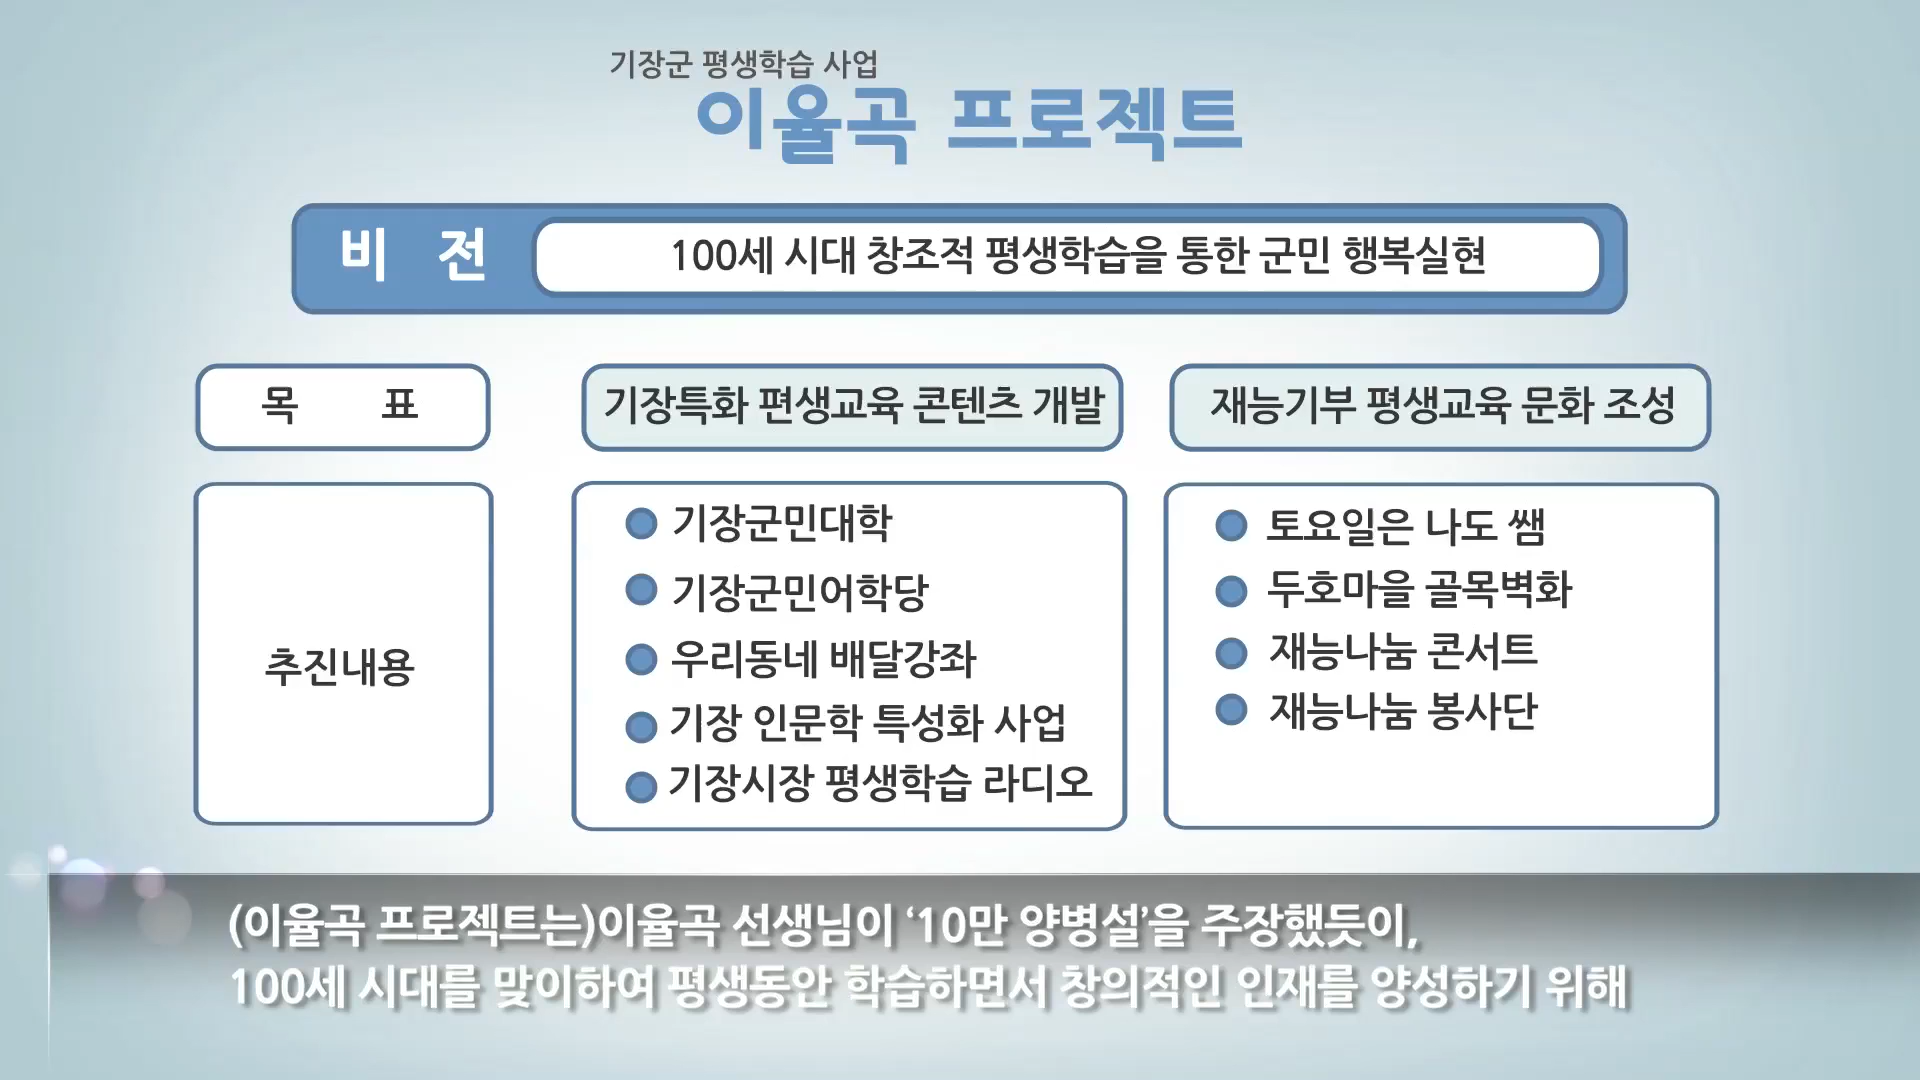 기장군 평생학습 사업
이율곡 프로젝트
비 전
100세 시대 창조적 평생학습을 통한 군민 행복실현
목 표
기장특화 편생교육 콘텐츠 개발
재능기부 평생교육 문화 조성
추진내용
기장군민대학
기장군민어학당
우리동네 배달강좌
기장 인문학 특성화 사업
기장시장 평생학습 라디오
토요일은 나도 쌤
두호마을 골목벽화
재능나눔 콘서트
재능나눔 봉사단
(이율곡 프로젝트는)이율곡 선생님이 ‘10만 양병설’을 주장했듯이,
100세 시대를 맞이하여 평생동안 학습하면서 창의적인 인재를 양성하기 위해